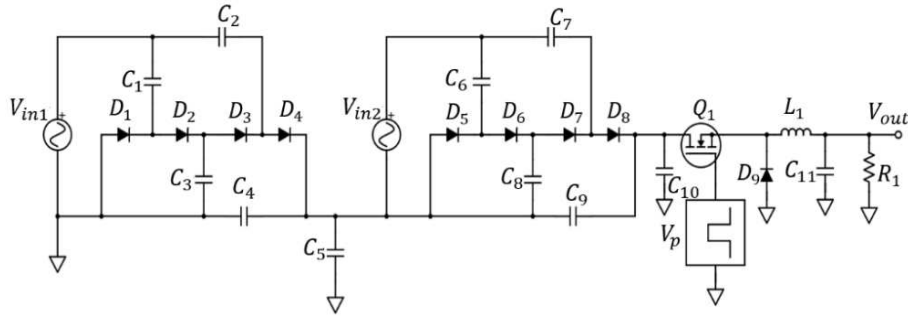 C2
C7
C1
C6
Vin1
+
D1 D2 D3 D4
Vin2
+
D5 D6 D7 D8
Q1
L1
Vout
C3
C4
C8
C9
C10
D9
C11
R1
C5
Vp